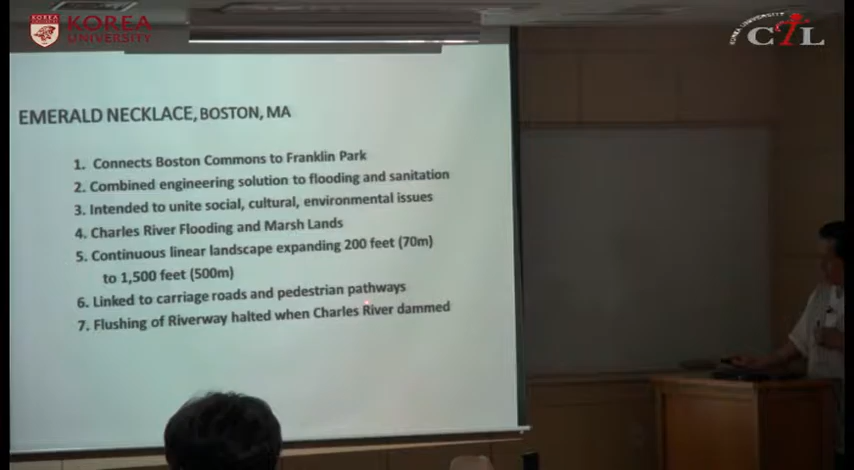 KOREA
UNIVERSITY
KOREA UNIVERSITY
CTL
EMERALD NECKLACE, BOSTON, MA
1. Connects Boston Commons to Franklin Park
2. Combined engineering solution to flooding and sanitation
3. Intended to unite social, cultural, environmental issues
4. Charles River Flooding and Marsh Lands
5. Continuous linear landscape expanding 200 feet (70m)
to 1,500 feet (500m)
6. Linked to carriage roads and pedestrian pathways
7. Flushing of Riverway halted when Charles River dammed